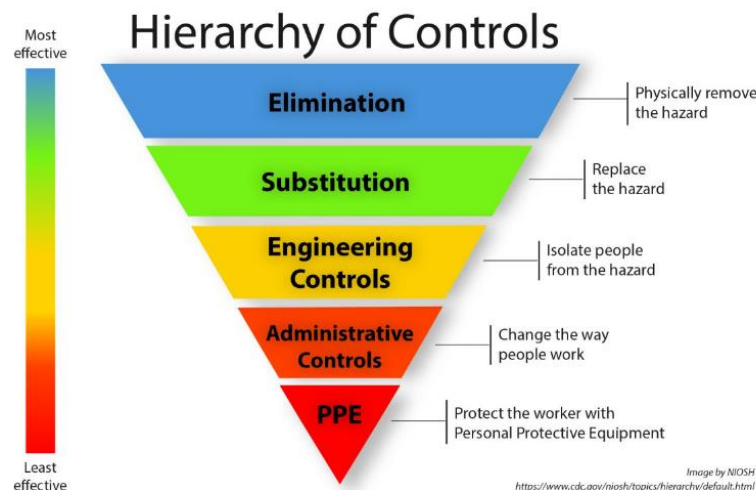 Hierarchy of Controls
Most
effective
Elimination
Physically remove
the hazard
Substitution
Replace
the hazard
Engineering
Controls
Isolate people
from the hazard
Administrative
Controls
Change the way
people work
PPE
Protect the worker with
Personal Protective Equipment
Least
effective
Image by NIOSH
https://www.cdc.gov/niosh/topics/hierarchy/default.html